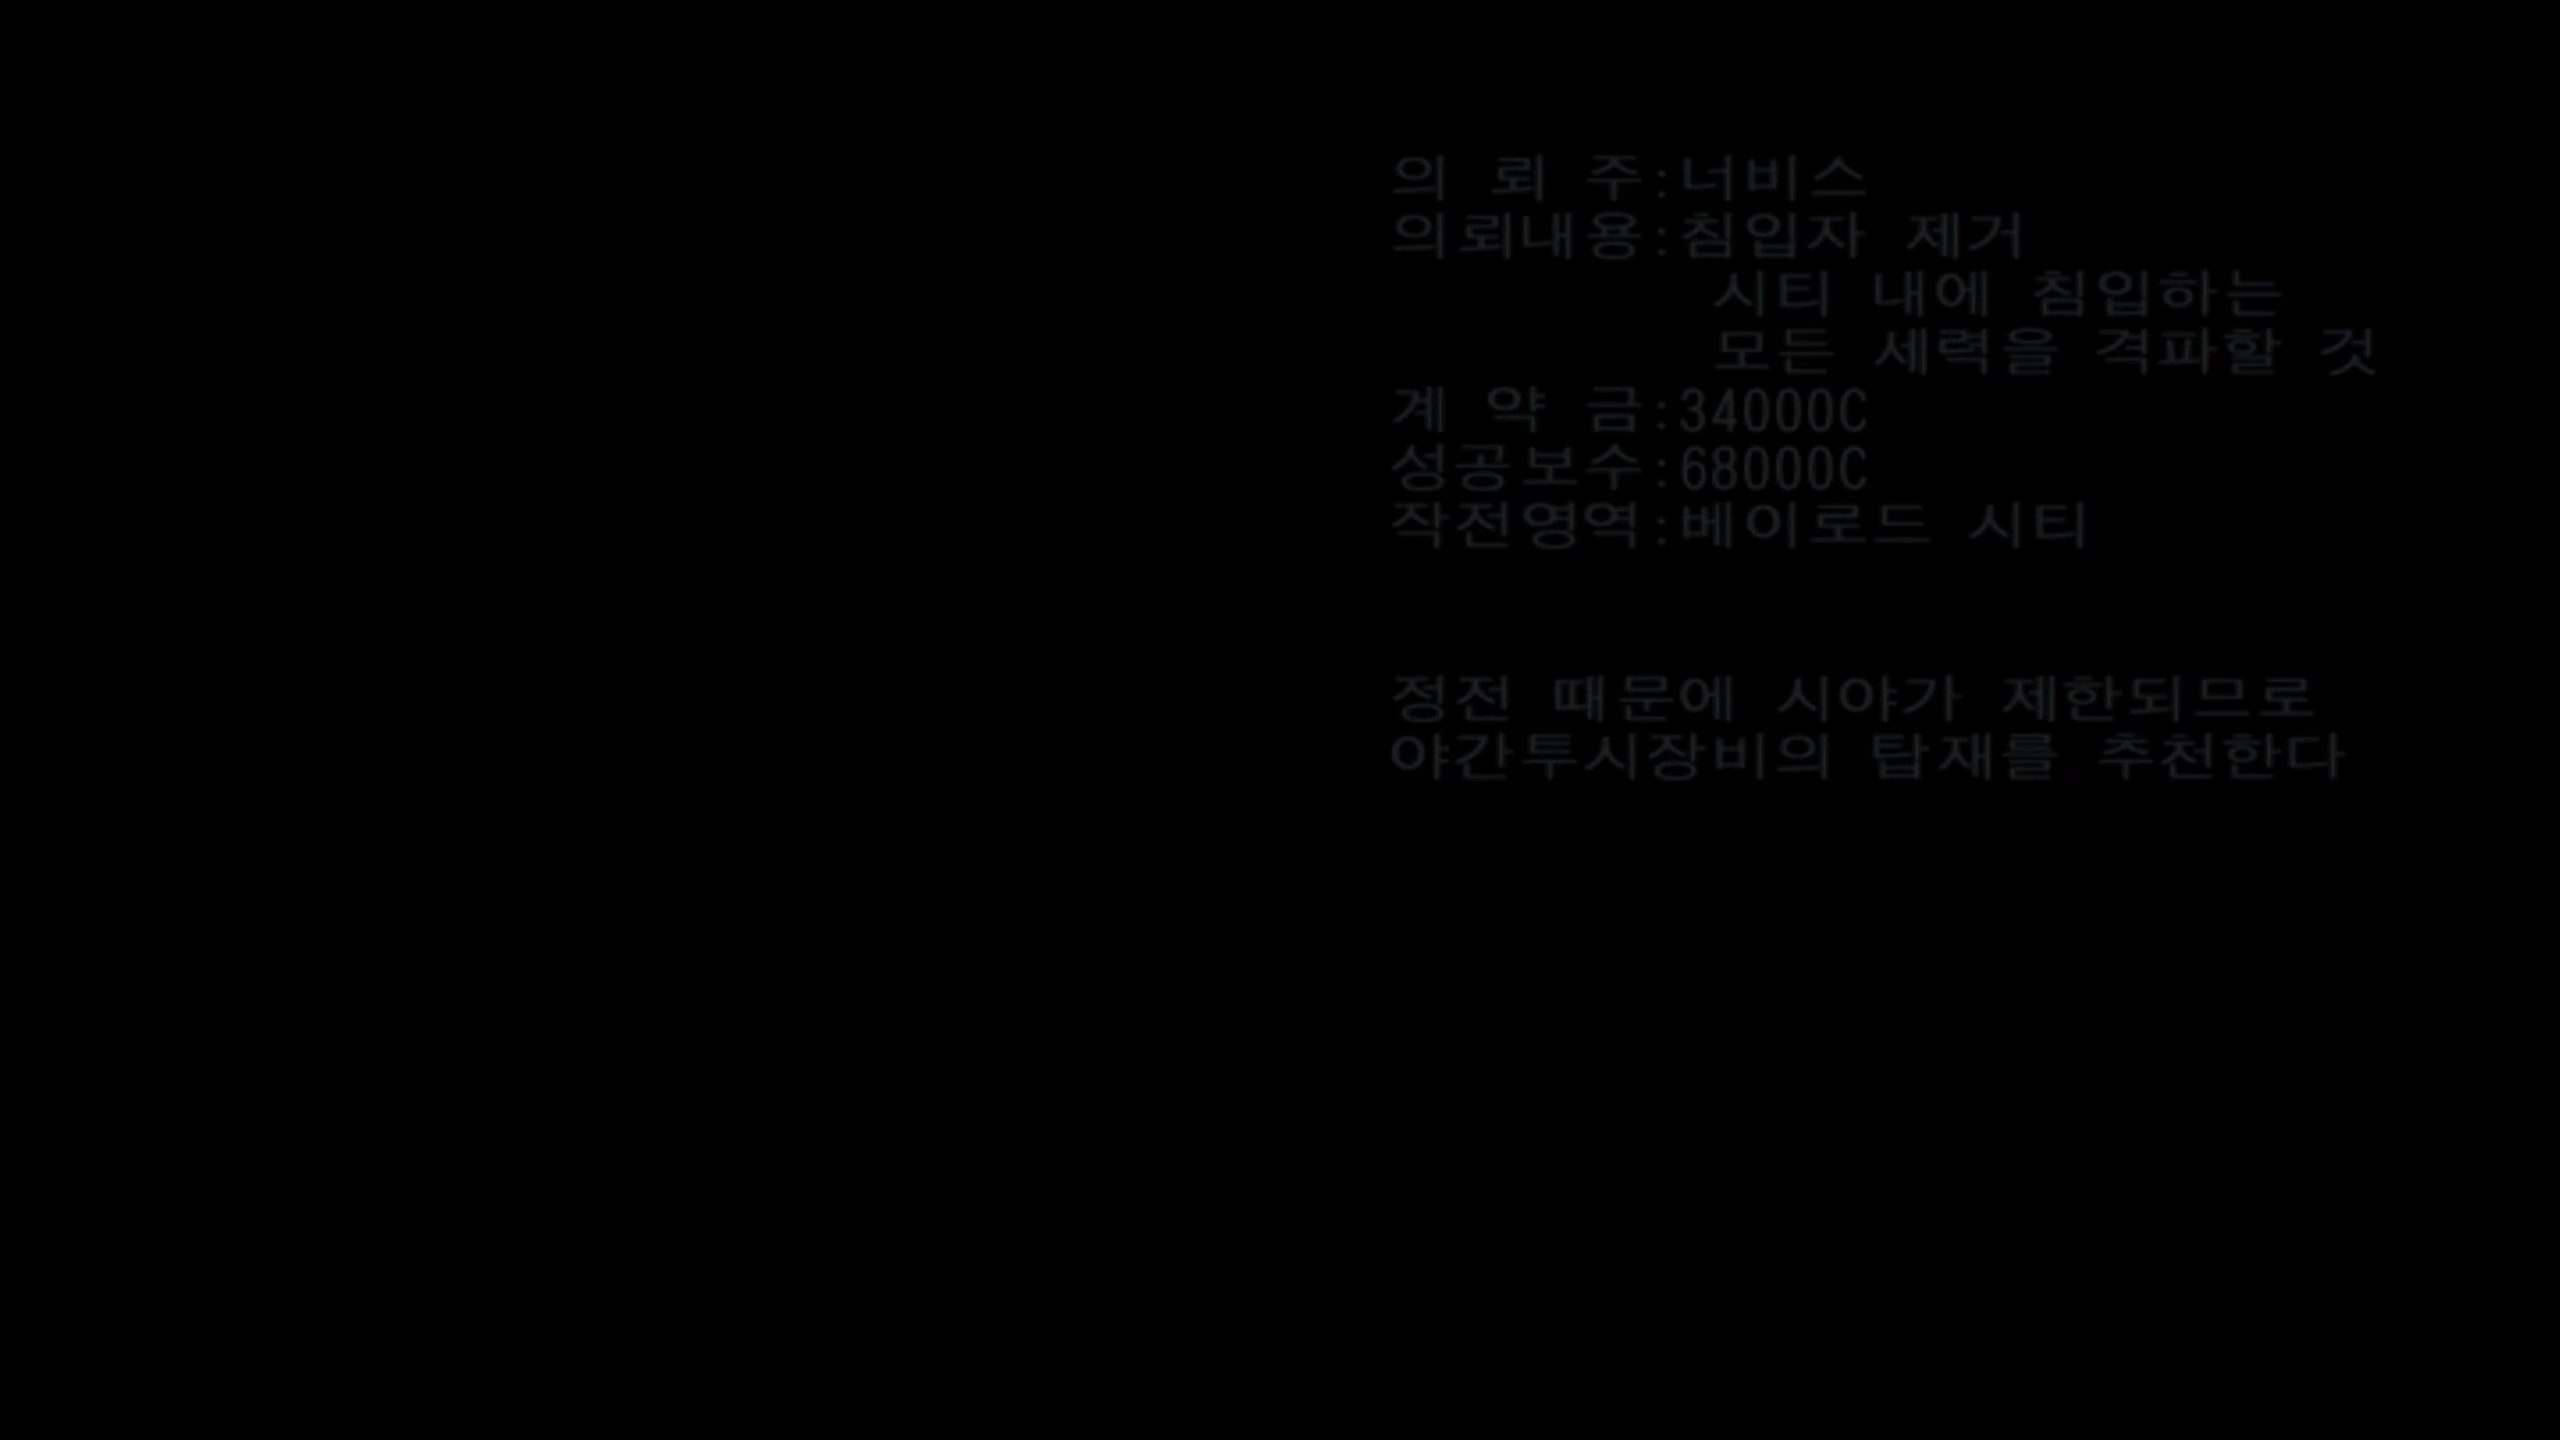 의 뢰 주:너비스
의뢰내용:침입자 제거
시티 내에 침입하는
모든 세력을 격파할 것
계 약 금:34000C
성공보수:68000C
작전영역:베이로드 시티
정전 때문에 시야가 제한되므로
야간투시장비의 탑재를 추천한다